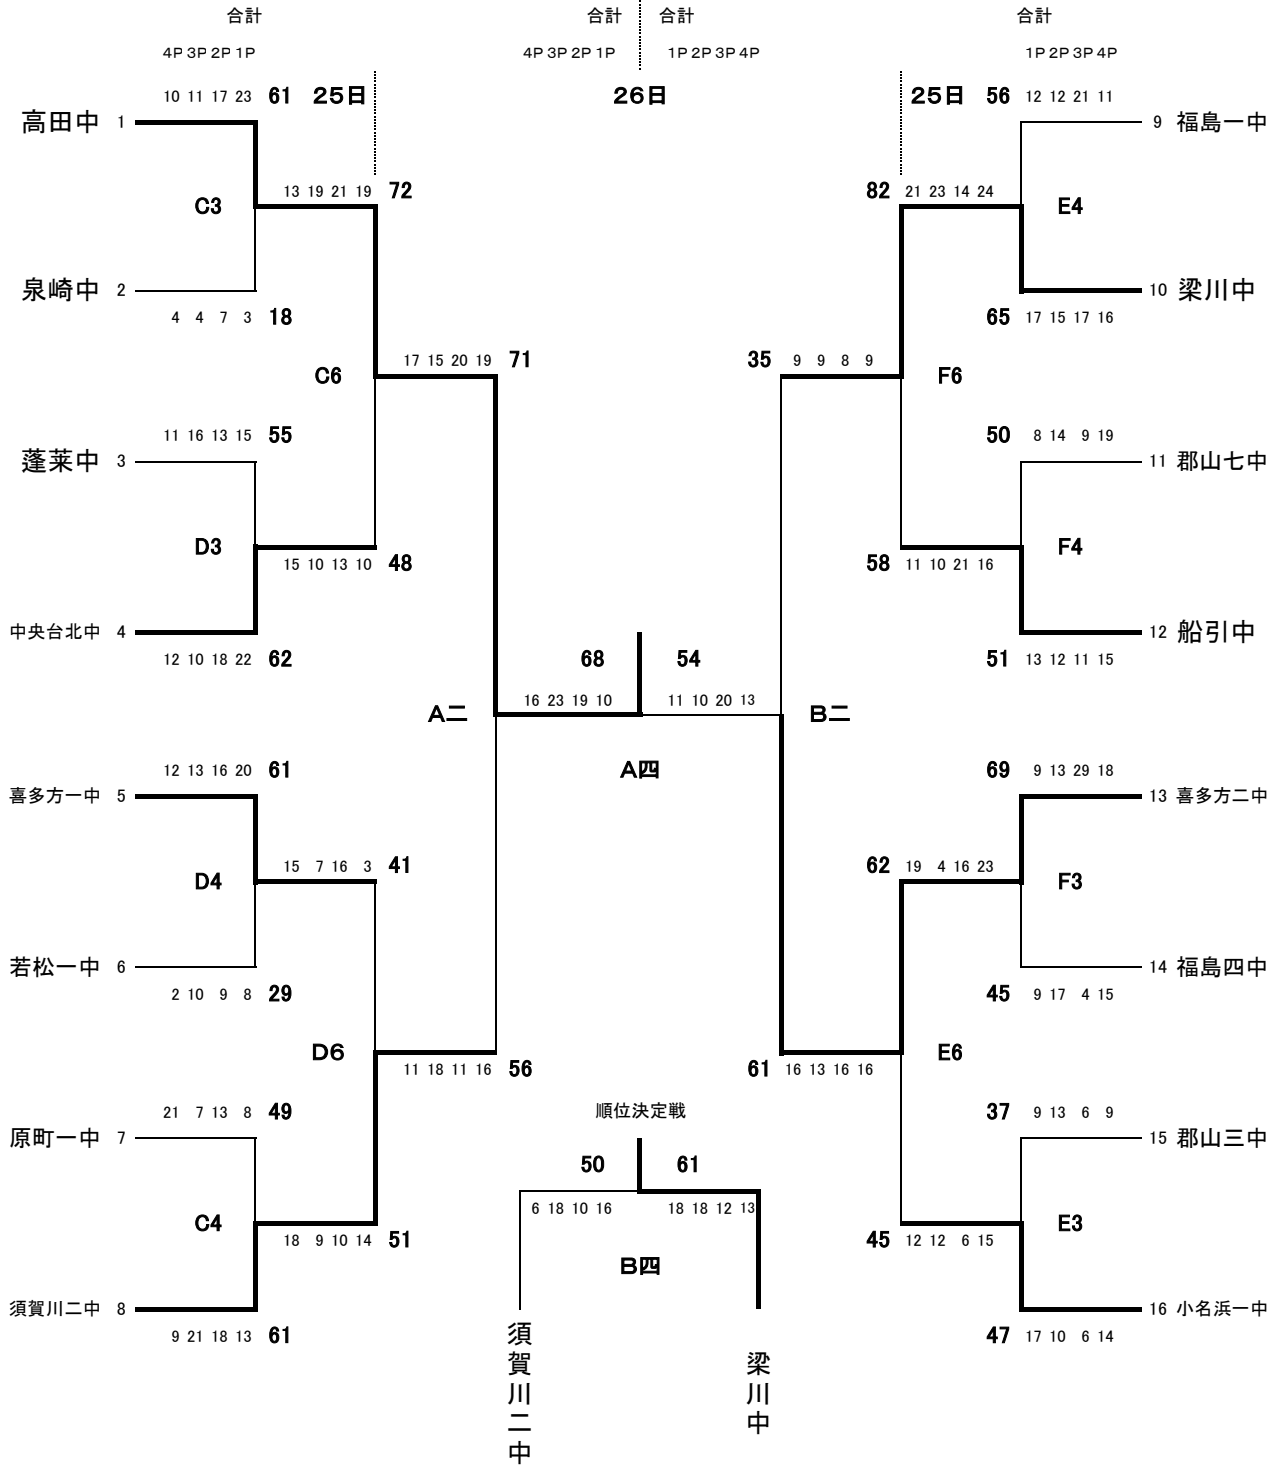 合計 合計 合計 合計
4P 3P 2P 1P 4P 3P 2P 1P 1P 2P 3P 4P 1P 2P 3P 4P
10 11 17 23 61 25日 26日 25日 56 12 12 21 11
高田中 1 9 福島一中
13 19 21 19 72 82 21 23 14 24
C3 E4
泉崎中 2 10 梁川中
4 4 7 3 18 65 17 15 17 16
17 15 20 19 71 35 9 9 8 9
C6 F6
11 16 13 15 55 50 8 14 9 19
蓬莱中 3 11 郡山七中
D3 F4
15 10 13 10 48 58 11 10 21 16
中央台北中 4 12 船引中
12 10 18 22 62 68 54 51 13 12 11 15
16 23 19 10 11 10 20 13
A二 B二
A四
12 13 16 20 61 69 9 13 29 18
喜多方一中 5 13 喜多方二中
15 7 16 3 41 62 19 4 16 23
D4 F3
若松一中 6 14 福島四中
2 10 9 8 29 45 9 17 4 15
D6 E6
11 18 11 16 56 61 16 13 16 16
21 7 13 8 49 順位決定戦 37 9 13 6 9
原町一中 7 15 郡山三中
50 61
6 18 10 16 18 18 12 13
C4 E3
18 9 10 14 51 45 12 12 6 15
B四
須賀川二中 8 16 小名浜一中
9 21 18 13 61 47 17 10 6 14
須賀川二中
梁川中